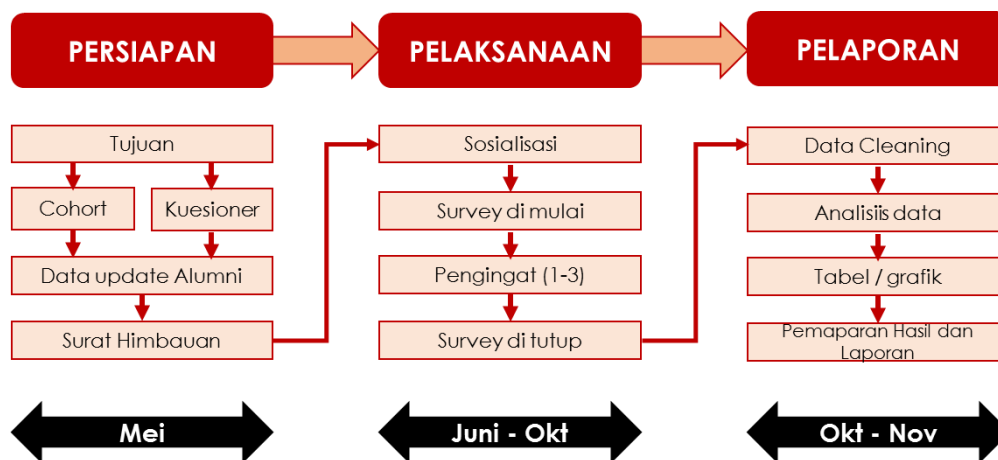 PERSIAPAN
PELAKSANAAN
PELAPORAN
Tujuan
Cohort
Kuesioner
Data update Alumni
Surat Himbauan
Sosialisasi
Survey di mulai
Pengingat (1-3)
Survey di tutup
Data Cleaning
Analisiis data
Tabel / grafik
Pemaparan Hasil dan
Laporan
Mei
Juni - Okt
Okt - Nov